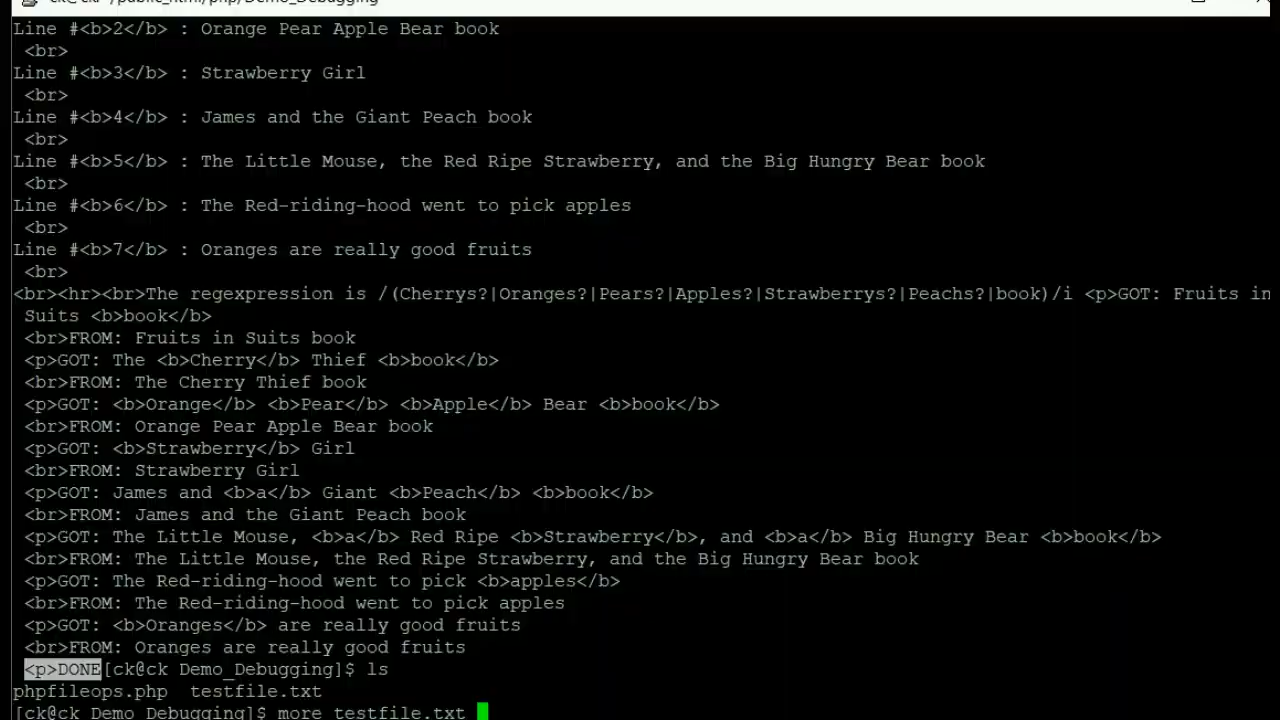 Line #<b>2</b> : Orange Pear Apple Bear book
<br>
Line #<b>3</b> : Strawberry Girl
<br>
Line #<b>4</b> : James and the Giant Peach book
<br>
Line #<b>5</b> : The Little Mouse, the Red Ripe Strawberry, and the Big Hungry Bear book
<br>
Line #<b>6</b> : The Red-riding-hood went to pick apples
<br>
Line #<b>7</b> : Oranges are really good fruits
<br>
<br><hr><br>The regexpression is /(Cherrys?|Oranges?|Pears?|Apples?|Strawberrys?|Peachs?|book)/i <p>GOT: Fruits in
Suits <b>book</b>
<br>FROM: Fruits in Suits book
<p>GOT: The <b>Cherry</b> Thief <b>book</b>
<br>FROM: The Cherry Thief book
<p>GOT: <b>Orange</b> <b>Pear</b> <b>Apple</b> Bear <b>book</b>
<br>FROM: Orange Pear Apple Bear book
<p>GOT: <b>Strawberry</b> Girl
<br>FROM: Strawberry Girl
<p>GOT: James and <b>a</b> Giant <b>Peach</b> <b>book</b>
<br>FROM: James and the Giant Peach book
<p>GOT: The Little Mouse, <b>a</b> Red Ripe <b>Strawberry</b>, and <b>a</b> Big Hungry Bear <b>book</b>
<br>FROM: The Little Mouse, the Red Ripe Strawberry, and the Big Hungry Bear book
<p>GOT: The Red-riding-hood went to pick <b>apples</b>
<br>FROM: The Red-riding-hood went to pick apples
<p>GOT: <b>Oranges</b> are really good fruits
<br>FROM: Oranges are really good fruits
<p>DONE[ck@ck Demo_Debugging]$ ls
phpfileops.php  testfile.txt
[ck@ck Demo_Debugging]$ more testfile.txt